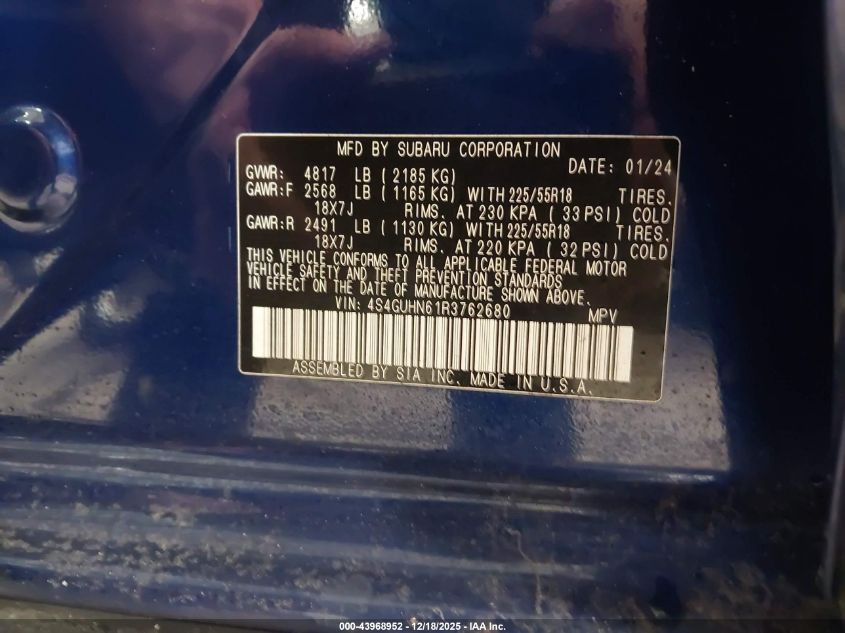 MFD BY SUBARU CORPORATION
DATE: 01/24
GVWR: 4817 LB ( 2185 KG)
GAWR:F 2568 LB ( 1165 KG) WITH 225/55R18 TIRES.
18X7J RIMS. AT 230 KPA ( 33 PSI) COLD
GAWR:R 2491 LB ( 1130 KG) WITH 225/55R18 TIRES.
18X7J RIMS. AT 220 KPA ( 32 PSI) COLD
THIS VEHICLE CONFORMS TO ALL APPLICABLE FEDERAL MOTOR
VEHICLE SAFETY AND THEFT PREVENTION STANDARDS
IN EFFECT ON THE DATE OF MANUFACTURE SHOWN ABOVE.
VIN: 4S4GUHN61R3762680 MPV
ASSEMBLED BY SIA INC. MADE IN U.S.A.
000-43968952 - 12/18/2025 - IAA Inc.